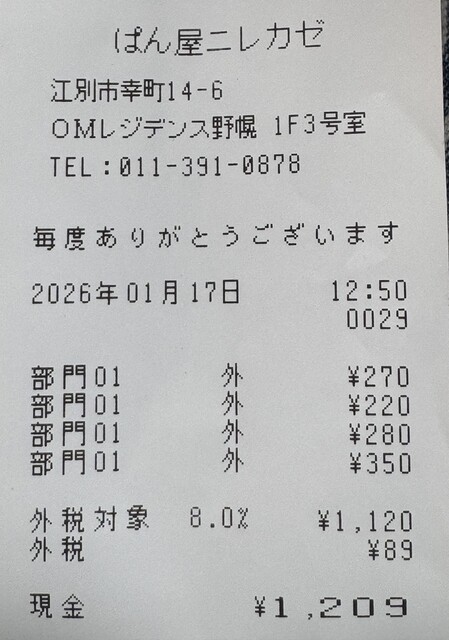 ぱん屋ニレカゼ
江別市幸町14-6
OMレジデンス野幌 1F3号室
TEL:011-391-0878
毎度ありがとうございます
2026年01月17日 12:50
0029
部門01 外 ¥270
部門01 外 ¥220
部門01 外 ¥280
部門01 外 ¥350
外税対象 8.0% ¥1,120
外税 ¥89
現金 ¥1,209